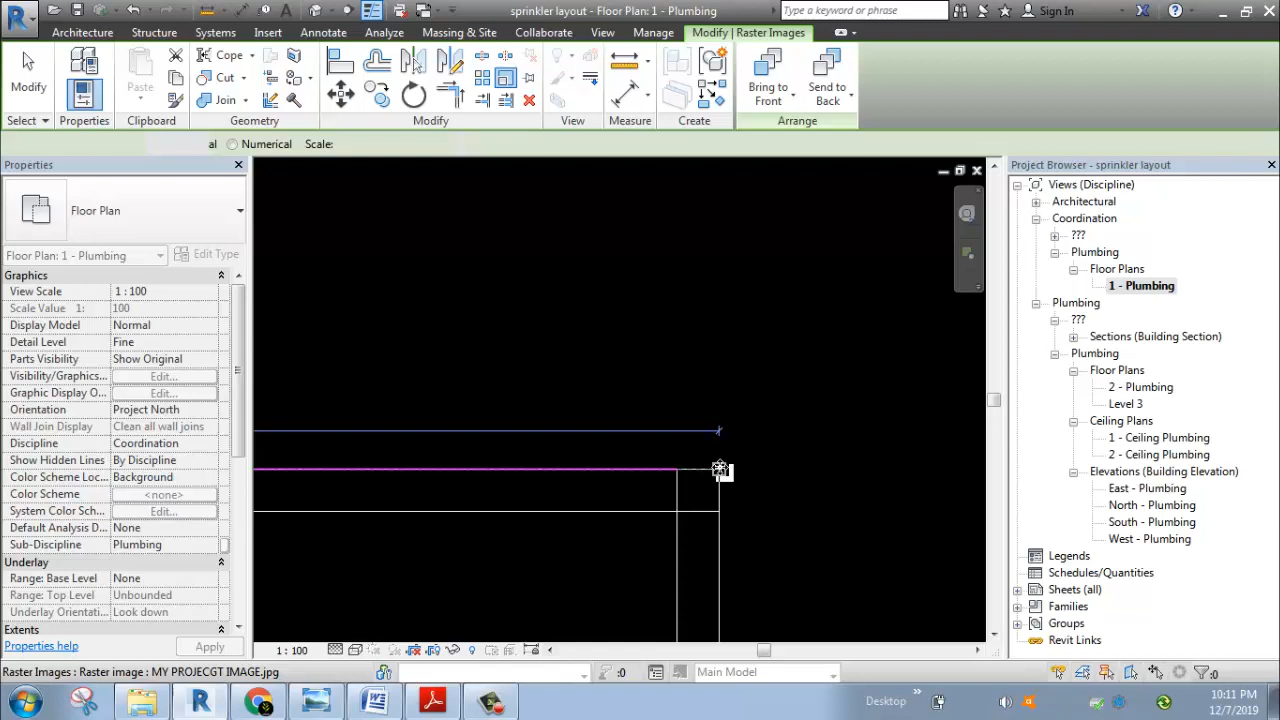 sprinkler layout - Floor Plan: 1 - Plumbing
Type a keyword or phrase
Sign In
Structure
Systems
Insert
Annotate
Analyze
Massing & Site
Collaborate
View
Manage
Modify | Raster Images
Modify
Paste
Cope
Cut
Join
Bring to Front
Send to Back
Select
Properties
Clipboard
Geometry
Modify
View
Measure
Create
Arrange
al
Numerical
Scale:
Properties
Floor Plan
Floor Plan: 1 - Plumbing
Edit Type
Graphics
View Scale 1 : 100
Scale Value 1: 100
Display Model Normal
Detail Level Fine
Parts Visibility Show Original
Visibility/Graphics... Edit...
Graphic Display O... Edit...
Orientation Project North
Wall Join Display Clean all wall joins
Discipline Coordination
Show Hidden Lines By Discipline
Color Scheme Loc... Background
Color Scheme <none>
System Color Sch... Edit...
Default Analysis D... None
Sub-Discipline Plumbing
Underlay
Range: Base Level None
Range: Top Level Unbounded
Underlay Orientati... Look down
Extents
Properties help
Apply
1 : 100
Project Browser - sprinkler layout
Views (Discipline)
Architectural
Coordination
???
Plumbing
Floor Plans
1 - Plumbing
Plumbing
???
Sections (Building Section)
Plumbing
Floor Plans
2 - Plumbing
Level 3
Ceiling Plans
1 - Ceiling Plumbing
2 - Ceiling Plumbing
Elevations (Building Elevation)
East - Plumbing
North - Plumbing
South - Plumbing
West - Plumbing
Legends
Schedules/Quantities
Sheets (all)
Families
Groups
Revit Links
Raster Images : Raster image : MY PROJECGT IMAGE.jpg
:0
Main Model
:0
Desktop
10:11 PM
12/7/2019